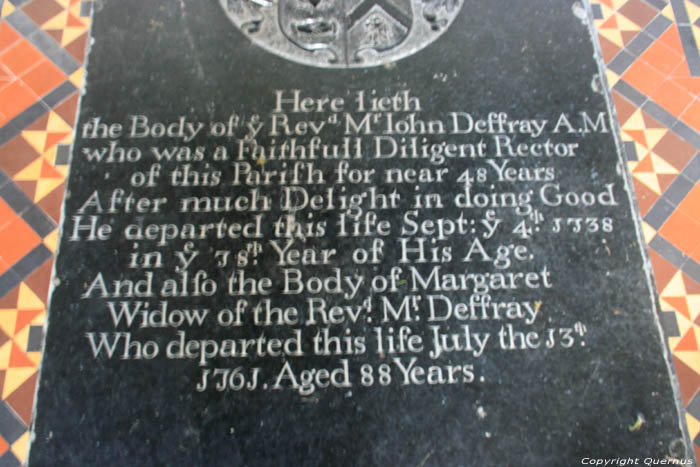 Here lieth
the Body of yͤ Revᵈ Mʳ Iohn Deffray A.M
who was a Faithfull Diligent Rector
of this Pariſh for near 48 Years
After much Delight in doing Good
He departed this life Sept: yͤ 4ᵗʰ 1738
in yͤ 78ᵗʰ Year of His Age.
And alſo the Body of Margaret
Widow of the Revᵈ. Mʳ. Deffray
Who departed this life July the 13ᵗʰ
1761. Aged 88 Years.
Copyright Quernus